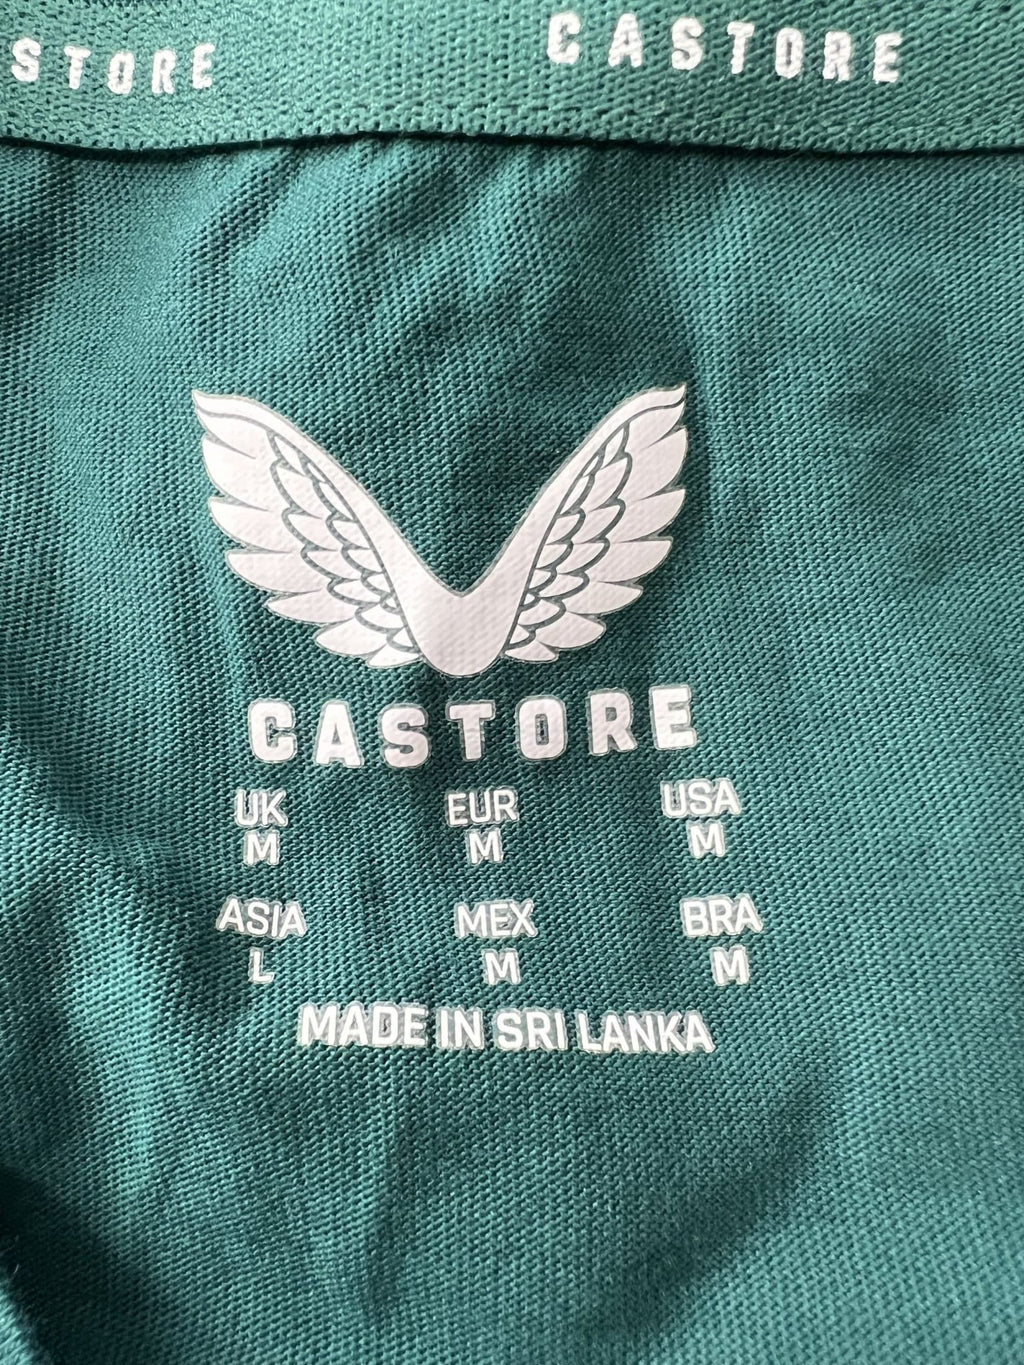 STORE CASTORE
CASTORE
UK EUR USA
M M M
ASIA MEX BRA
L M M
MADE IN SRI LANKA